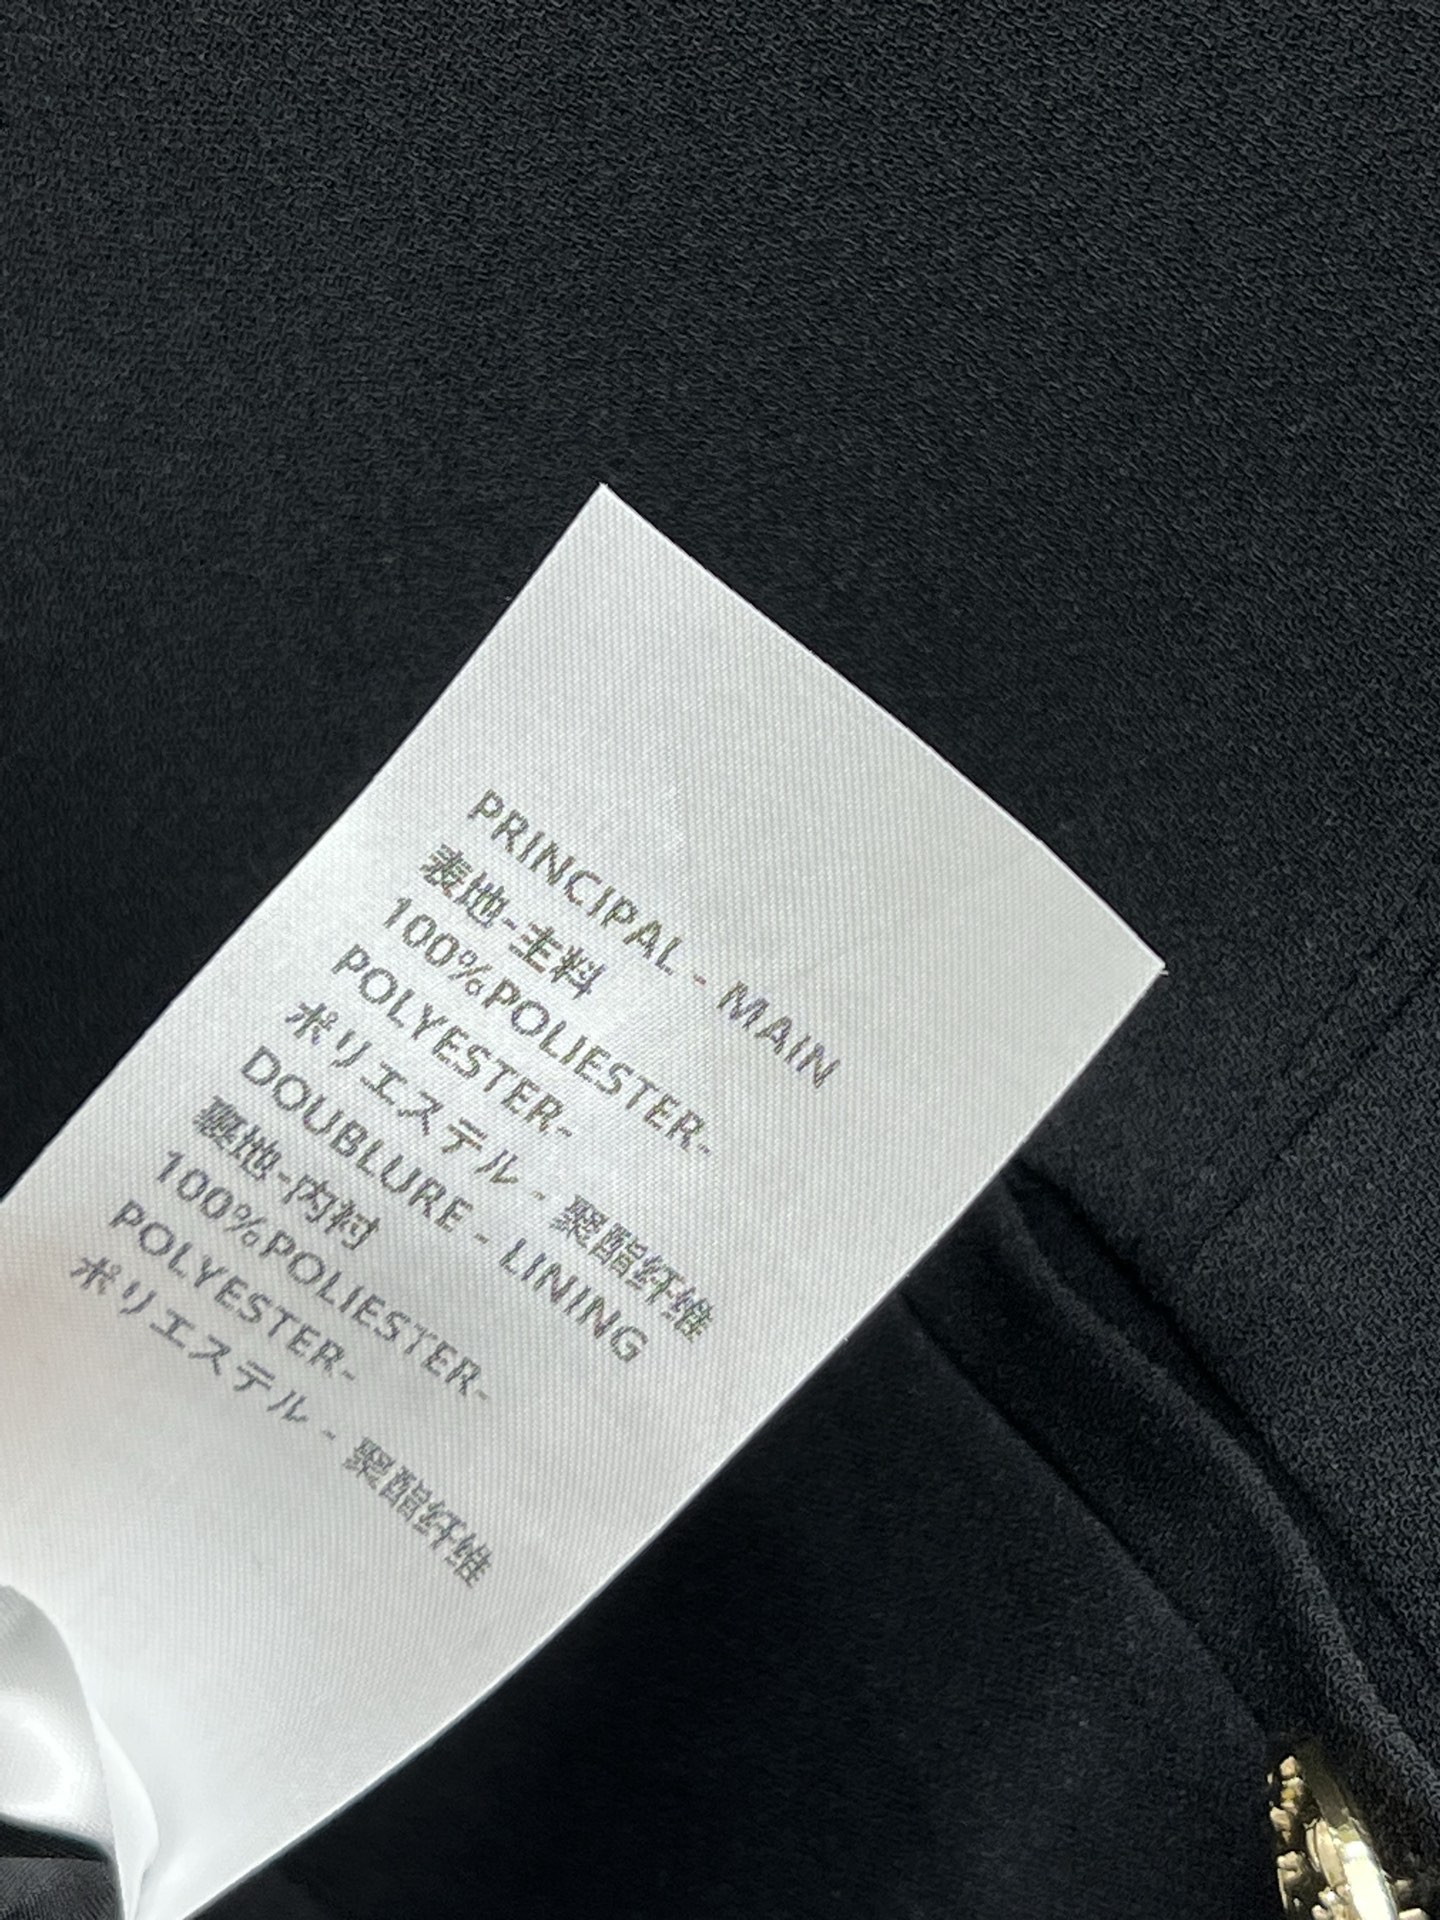 PRINCIPAL - MAIN
表地-主料
100%POLIESTER-
POLYESTER-
ポリエステル - 聚酯纤维
DOUBLURE - LINING
裏地-内衬
100%POLIESTER-
POLYESTER-
ポリエステル - 聚酯纤维